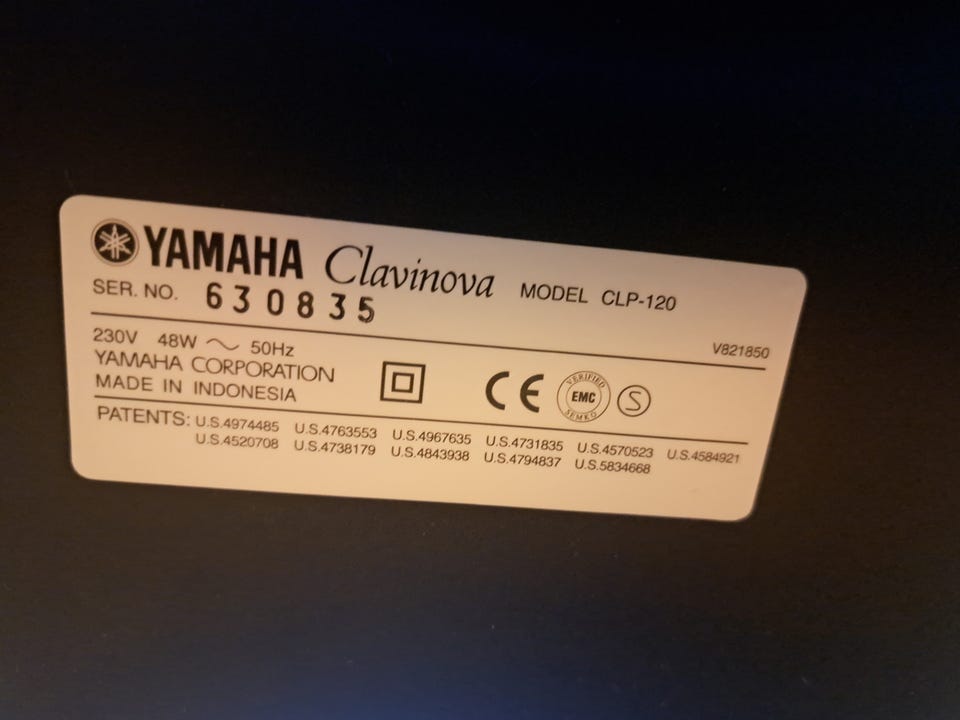 YAMAHA Clavinova MODEL CLP-120
SER. NO. 630835
V821850
230V 48W ～ 50Hz
YAMAHA CORPORATION
MADE IN INDONESIA
CE
VERIFIED
EMC
SEMKO
S
PATENTS: U.S.4974485 U.S.4763553 U.S.4967635 U.S.4731835 U.S.4570523 U.S.4584921
U.S.4520708 U.S.4738179 U.S.4843938 U.S.4794837 U.S.5834668